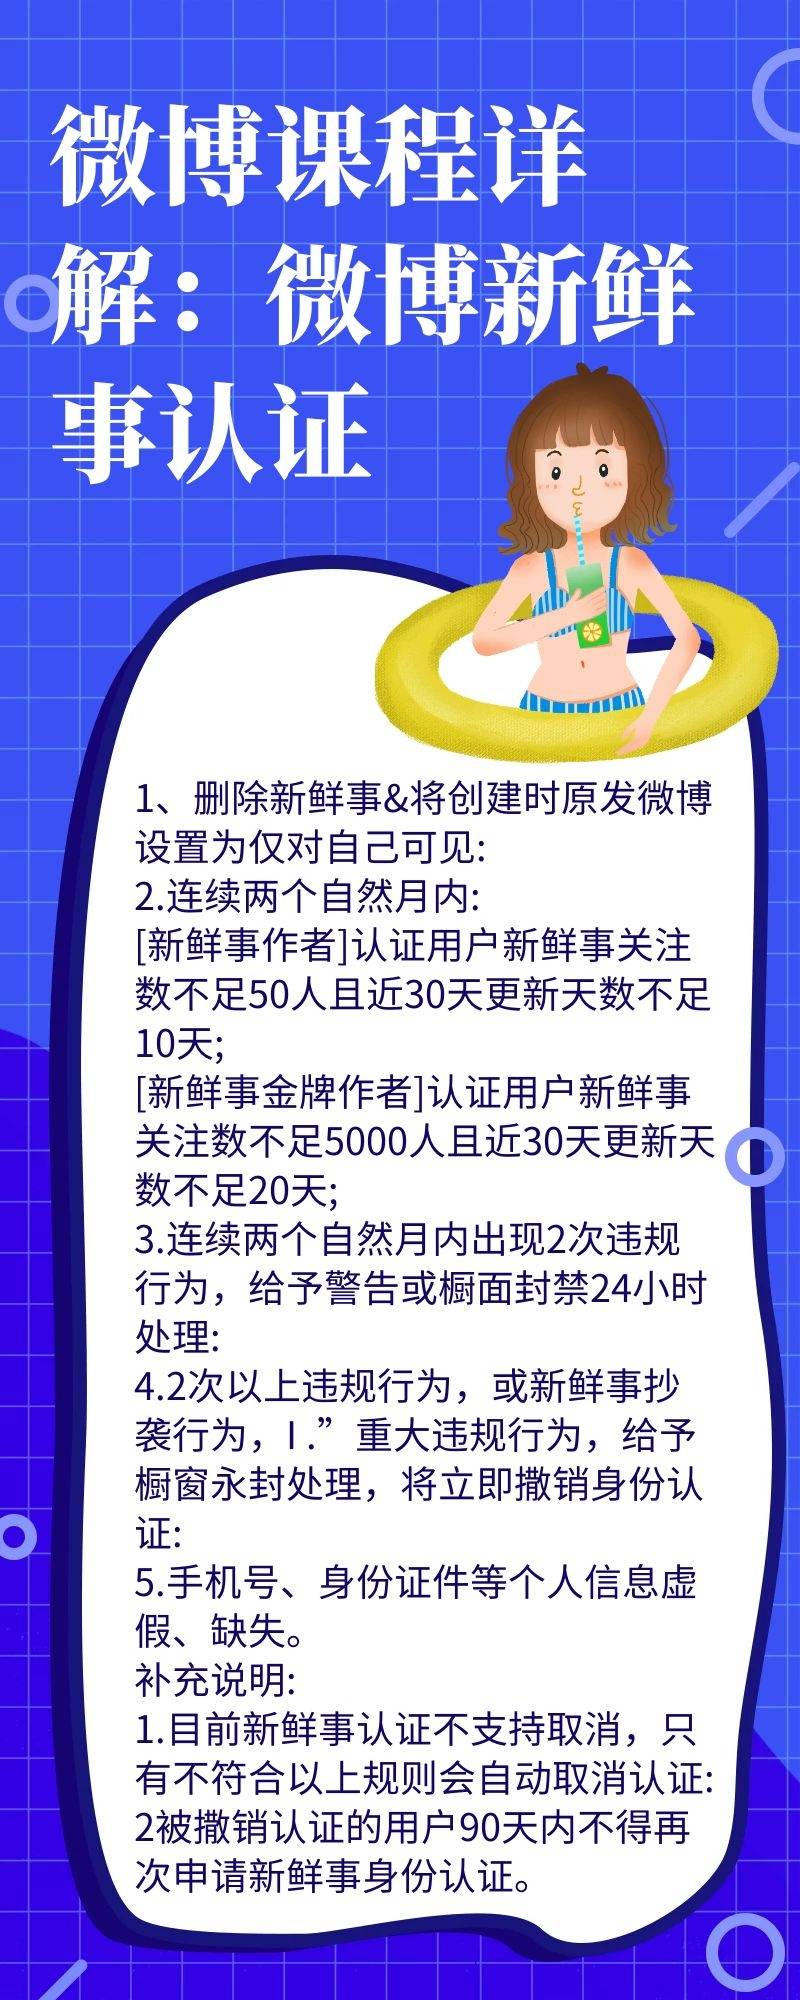 微博课程详
解：微博新鲜
事认证
1、删除新鲜事&将创建时原发微博
设置为仅对自己可见:
2.连续两个自然月内:
[新鲜事作者]认证用户新鲜事关注
数不足50人且近30天更新天数不足
10天;
[新鲜事金牌作者]认证用户新鲜事
关注数不足5000人且近30天更新天
数不足20天;
3.连续两个自然月内出现2次违规
行为，给予警告或橱面封禁24小时
处理:
4.2次以上违规行为，或新鲜事抄
袭行为，I .”重大违规行为，给予
橱窗永封处理，将立即撒销身份认
证:
5.手机号、身份证件等个人信息虚
假、缺失。
补充说明:
1.目前新鲜事认证不支持取消，只
有不符合以上规则会自动取消认证:
2被撒销认证的用户90天内不得再
次申请新鲜事身份认证。